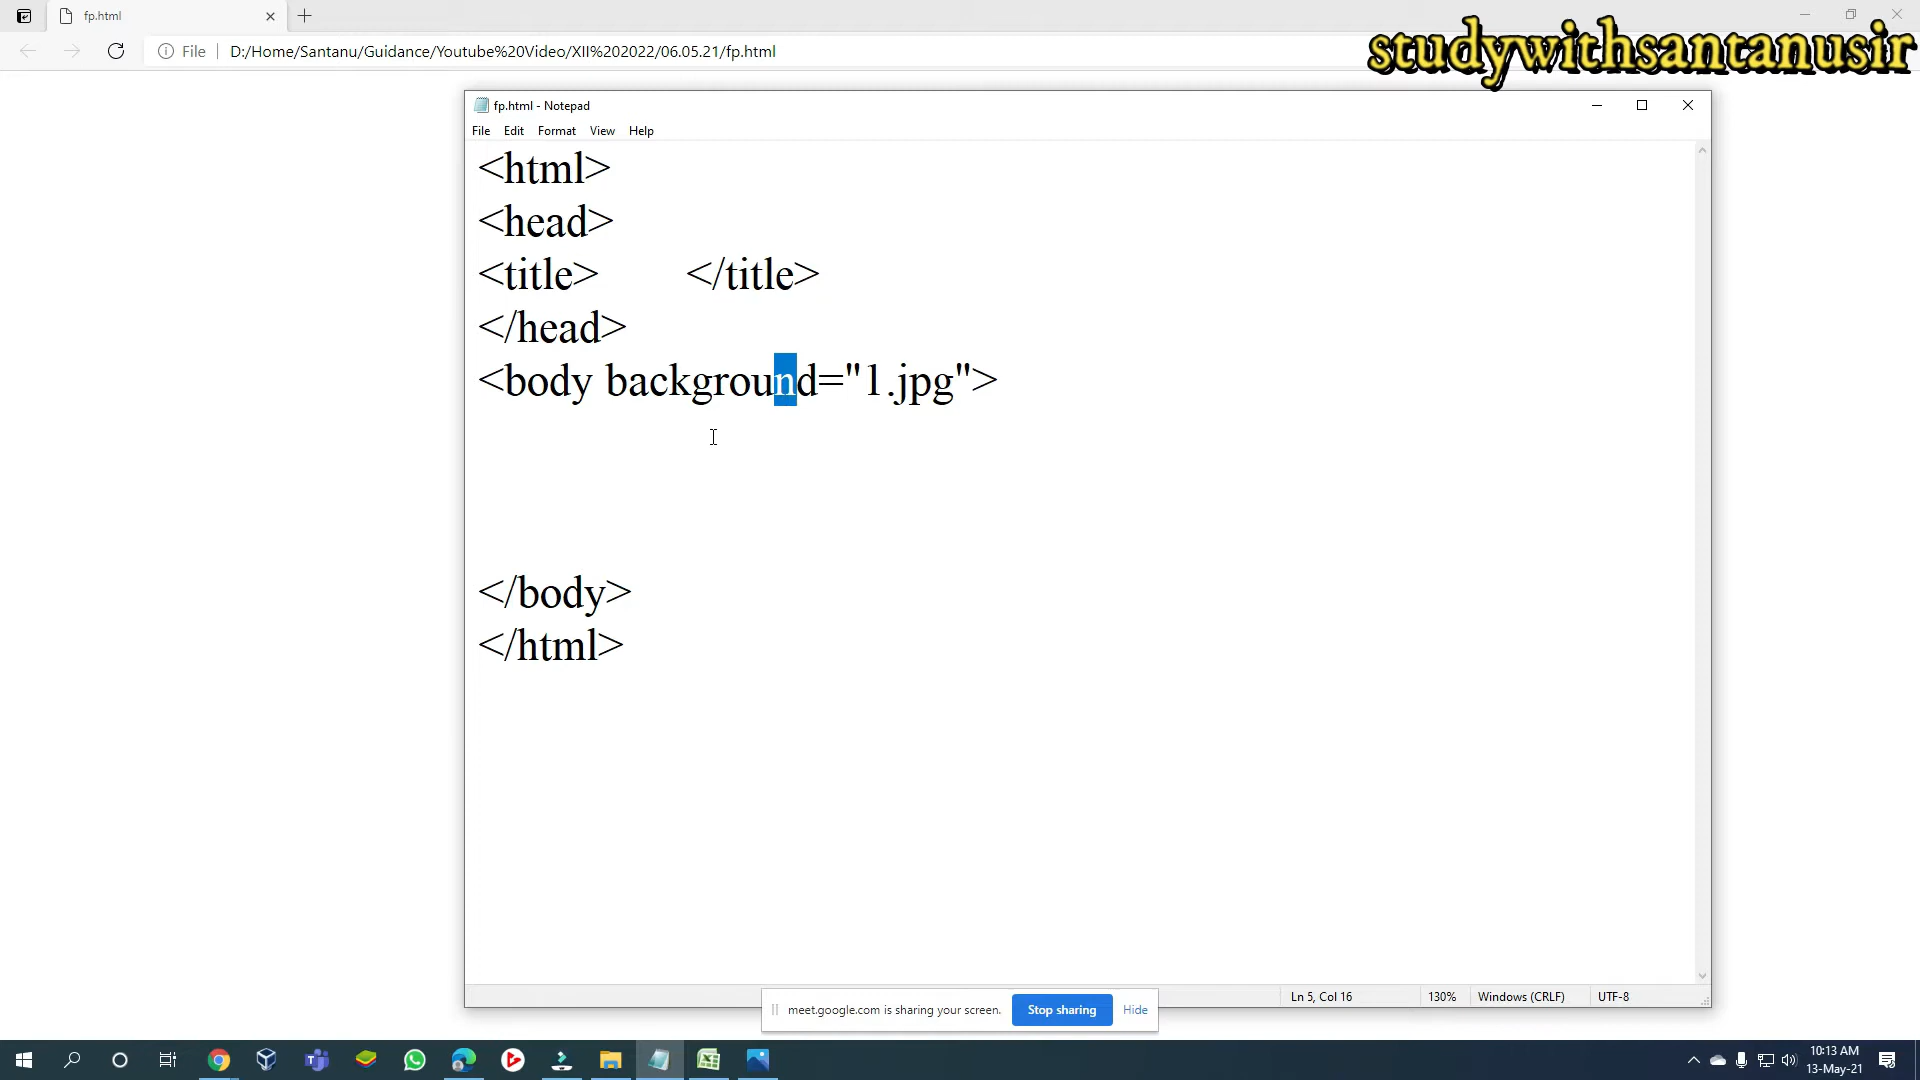 fp.html
File
D:/Home/Santanu/Guidance/Youtube%20Video/XII%202022/06.05.21/fp.html
studywithsantanusir
fp.html - Notepad
File Edit Format View Help
<html>
<head>
<title> </title>
</head>
<body background="1.jpg">
</body>
</html>
Ln 5, Col 16
130%
Windows (CRLF)
UTF-8
meet.google.com is sharing your screen.
Stop sharing
Hide
10:13 AM
13-May-21